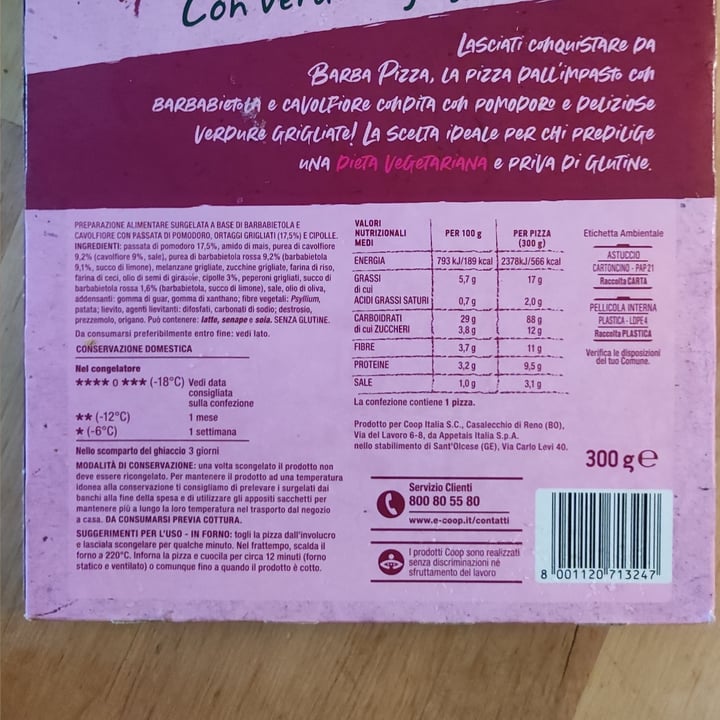 Con ver
Lasciati conquistare da
Barba Pizza, la pizza dall'impasto con
barbabietola e cavolfiore condita con pomodoro e deliziose
verdure grigliate! La scelta ideale per chi predilige
una dieta vegetariana e priva di glutine.
PREPARAZIONE ALIMENTARE SURGELATA A BASE DI BARBABIETOLA E
CAVOLFIORE CON PASSATA DI POMODORO, ORTAGGI GRIGLIATI (17,5%) E CIPOLLE.
INGREDIENTI: passata di pomodoro 17,5%, amido di mais, purea di cavolfiore
9,2% (cavolfiore 9%, sale), purea di barbabietola rossa 9,2% (barbabietola
9,1%, succo di limone), melanzane grigliate, zucchine grigliate, farina di riso,
farina di ceci, olio di semi di girasole, cipolle 3%, peperoni grigliati, succo di
barbabietola rossa 1,6% (barbabietola, succo di limone), sale, olio di oliva,
addensanti: gomma di guar, gomma di xanthano; fibre vegetali: Psyllium,
patata; lievito, agenti lievitanti: difosfati, carbonati di sodio; destrosio,
prezzemolo, origano. Può contenere: latte, senape e soia. SENZA GLUTINE.
Da consumarsi preferibilmente entro fine: vedi lato.
CONSERVAZIONE DOMESTICA
Nel congelatore
**** o *** (-18°C) Vedi data
consigliata
sulla confezione
** (-12°C) 1 mese
* (-6°C) 1 settimana
Nello scomparto del ghiaccio 3 giorni
MODALITÀ DI CONSERVAZIONE: una volta scongelato il prodotto non
deve essere ricongelato. Per mantenere il prodotto ad una temperatura
idonea alla conservazione ti consigliamo di prelevare i surgelati dai
banchi alla fine della spesa e di utilizzare gli appositi sacchetti per
mantenere più a lungo la loro temperatura nel trasporto dal negozio
a casa. DA CONSUMARSI PREVIA COTTURA.
SUGGERIMENTI PER L'USO - IN FORNO: togli la pizza dall'involucro
e lasciala scongelare per qualche minuto. Nel frattempo, scalda il
forno a 220°C. Inforna la pizza e cuocila per circa 12 minuti (forno
statico e ventilato) o comunque fino a quando il prodotto è cotto.
VALORI
NUTRIZIONALI
MEDI
PER 100 g
PER PIZZA
(300 g)
ENERGIA 793 kJ/189 kcal 2378kJ/566 kcal
GRASSI 5,7 g 17 g
di cui
ACIDI GRASSI SATURI 0,7 g 2,0 g
CARBOIDRATI 29 g 88 g
di cui ZUCCHERI 3,8 g 12 g
FIBRE 3,7 g 11 g
PROTEINE 3,2 g 9,5 g
SALE 1,0 g 3,1 g
La confezione contiene 1 pizza.
Prodotto per Coop Italia S.C., Casalecchio di Reno (BO),
Via del Lavoro 6-8, da Appetais Italia S.p.A.
nello stabilimento di Sant'Olcese (GE), Via Carlo Levi 40.
Servizio Clienti
800 80 55 80
www.e-coop.it/contatti
I prodotti Coop sono realizzati
senza discriminazioni né
sfruttamento del lavoro
Etichetta Ambientale
ASTUCCIO
CARTONCINO - PAP 21
Raccolta CARTA
PELLICOLA INTERNA
PLASTICA - LDPE 4
Raccolta PLASTICA
Verifica le disposizioni
del tuo Comune.
300 g e
8 001120 713247